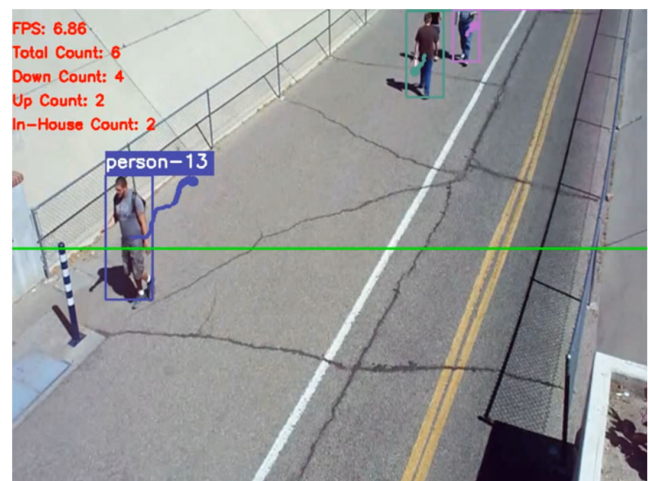 FPS: 6.86
Total Count: 6
Down Count: 4
Up Count: 2
In-House Count: 2
person-13